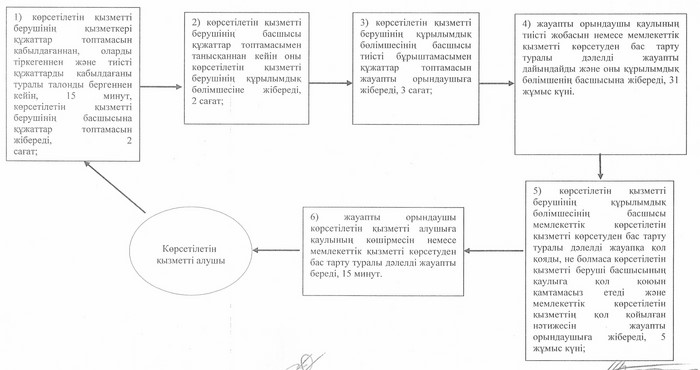 1) көрсетілетін қызметті
берушінің қызметкері
құжаттар топтамасын
қабылдағаннан, оларды
тіркегеннен және тиісті
құжаттарды қабылдағаны
туралы талонды бергеннен
кейін, 15 минут,
көрсетілетін қызметті
берушінің басшысына
құжаттар топтамасын
жібереді, 2
сағат;
2) көрсетілетін қызметті
берушінің басшысы
құжаттар топтамасымен
танысқаннан кейін оны
көрсетілетін қызметті
берушінің құрылымдық
бөлімшесіне жібереді,
2 сағат;
3) көрсетілетін қызметті
берушінің құрылымдық
бөлімшесінің басшысы
тиісті бұрыштамасымен
құжаттар топтамасын
жауапты орындаушыға
жібереді, 3 сағат;
4) жауапты орындаушы қаулының
тиісті жобасын немесе мемлекеттік
қызметті көрсетуден бас тарту
туралы дәлелді жауапты
дайындайды және оны құрылымдық
бөлімшенің басшысына жібереді, 31
жұмыс күні.
5) көрсетілетін қызметті
берушінің құрылымдық
бөлімшесінің басшысы
мемлекеттік көрсетілетін
қызметті көрсетуден бас тарту
туралы дәлелді жауапқа қол
қояды, не болмаса көрсетілетін
қызметті беруші басшысының
қаулыға қол қоюын
қамтамасыз етеді және
мемлекеттік көрсетілетін
қызметтің қол қойылған
нәтижесін жауапты
орындаушыға жібереді, 5
жұмыс күні;
6) жауапты орындаушы
көрсетілетін қызметті алушыға
қаулының көшірмесін немесе
мемлекеттік қызметті көрсетуден
бас тарту туралы дәлелді жауапты
береді, 15 минут.
Көрсетілетін
қызметті алушы